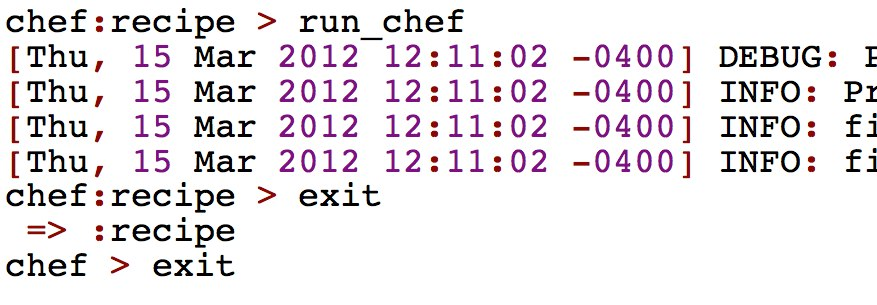 chef:recipe > run_chef
[Thu, 15 Mar 2012 12:11:02 -0400] DEBUG:
[Thu, 15 Mar 2012 12:11:02 -0400] INFO: Pr
[Thu, 15 Mar 2012 12:11:02 -0400] INFO: fi
[Thu, 15 Mar 2012 12:11:02 -0400] INFO: fi
chef:recipe > exit
 => :recipe
chef > exit